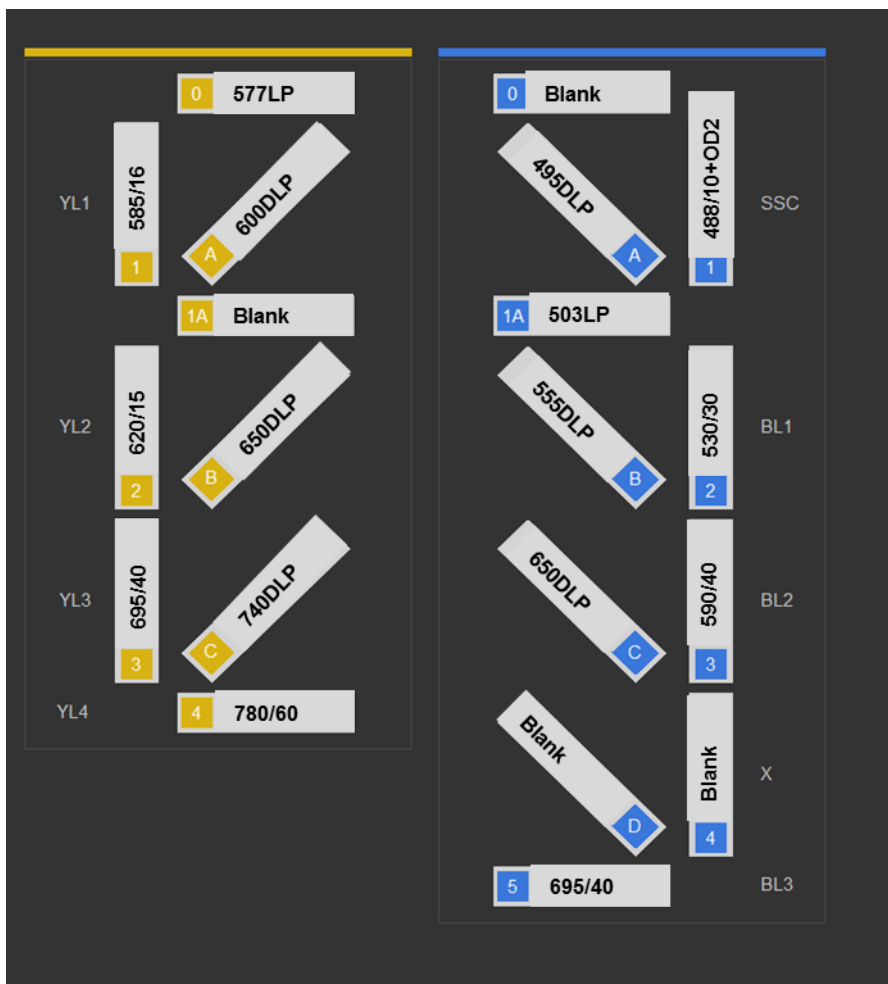 0 577LP
YL1 1 585/16
A 600DLP
1A Blank
YL2 2 620/15
B 650DLP
YL3 3 695/40
C 740DLP
YL4 4 780/60
0 Blank
A 495DLP
1 488/10+OD2 SSC
1A 503LP
B 555DLP
2 530/30 BL1
C 650DLP
3 590/40 BL2
D Blank
4 Blank X
5 695/40 BL3